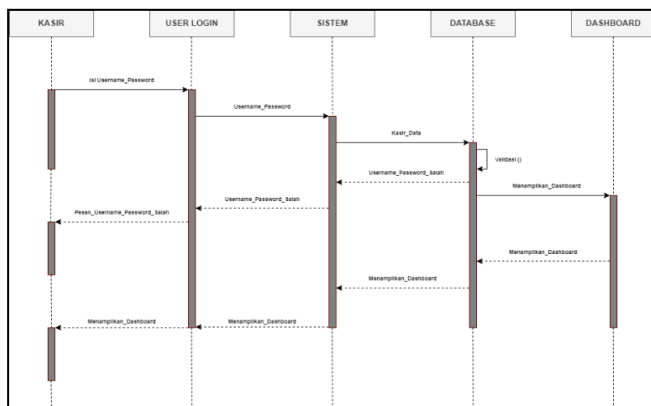 KASIR
USER LOGIN
SISTEM
DATABASE
DASHBOARD
Isi Username_Password
Username_Password
Kasir_Data
Validasi ()
Username_Password_Salah
Menampilkan_Dashboard
Username_Password_Salah
Pesan_Username_Password_Salah
Menampilkan_Dashboard
Menampilkan_Dashboard
Menampilkan_Dashboard
Menampilkan_Dashboard